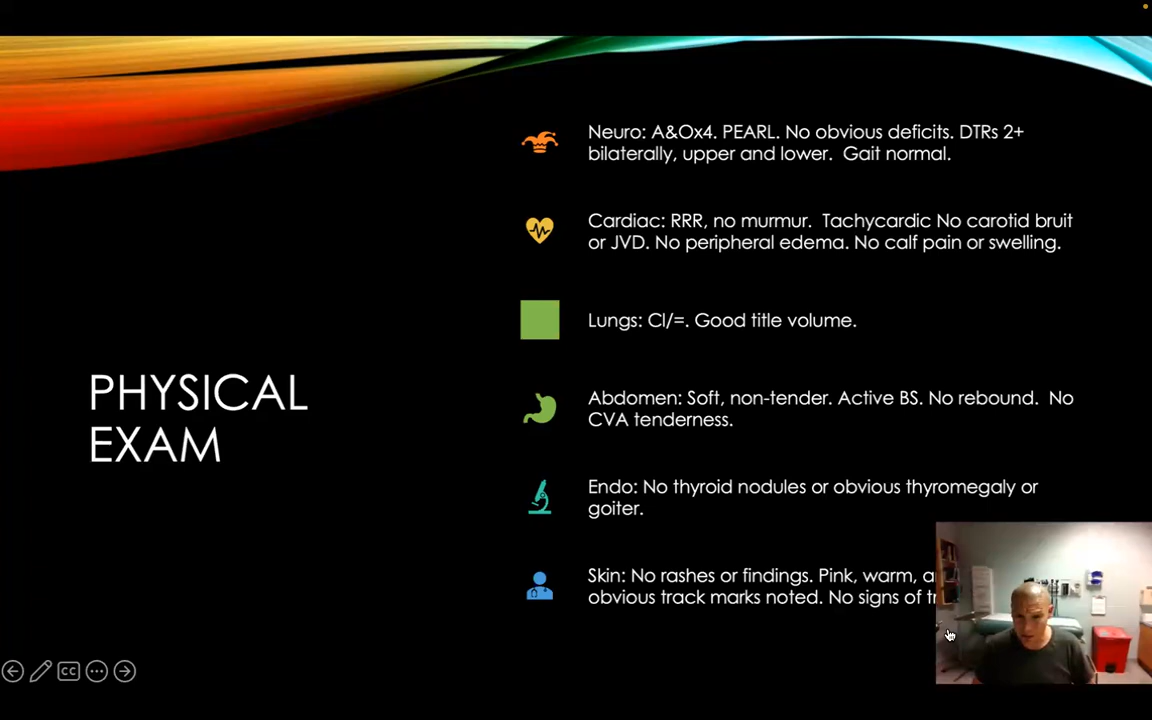 PHYSICAL
EXAM
Neuro: A&Ox4. PEARL. No obvious deficits. DTRs 2+
bilaterally, upper and lower. Gait normal.
Cardiac: RRR, no murmur. Tachycardic No carotid bruit
or JVD. No peripheral edema. No calf pain or swelling.
Lungs: Cl/=. Good title volume.
Abdomen: Soft, non-tender. Active BS. No rebound. No
CVA tenderness.
Endo: No thyroid nodules or obvious thyromegaly or
goiter.
Skin: No rashes or findings. Pink, warm,
obvious track marks noted. No signs of
CC